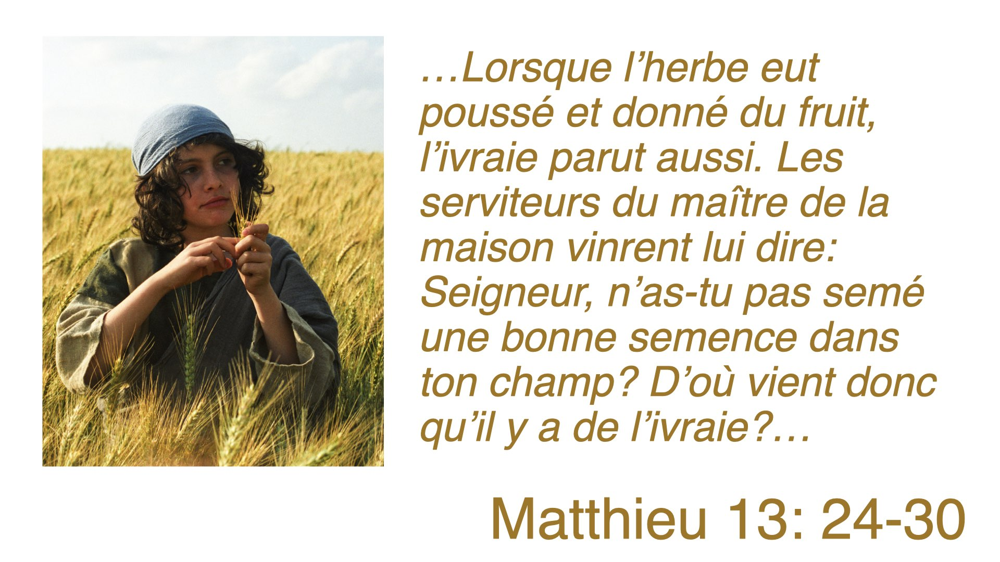 …Lorsque l’herbe eut
poussé et donné du fruit,
l’ivraie parut aussi. Les
serviteurs du maître de la
maison vinrent lui dire:
Seigneur, n’as-tu pas semé
une bonne semence dans
ton champ? D’où vient donc
qu’il y a de l’ivraie?…
Matthieu 13: 24-30